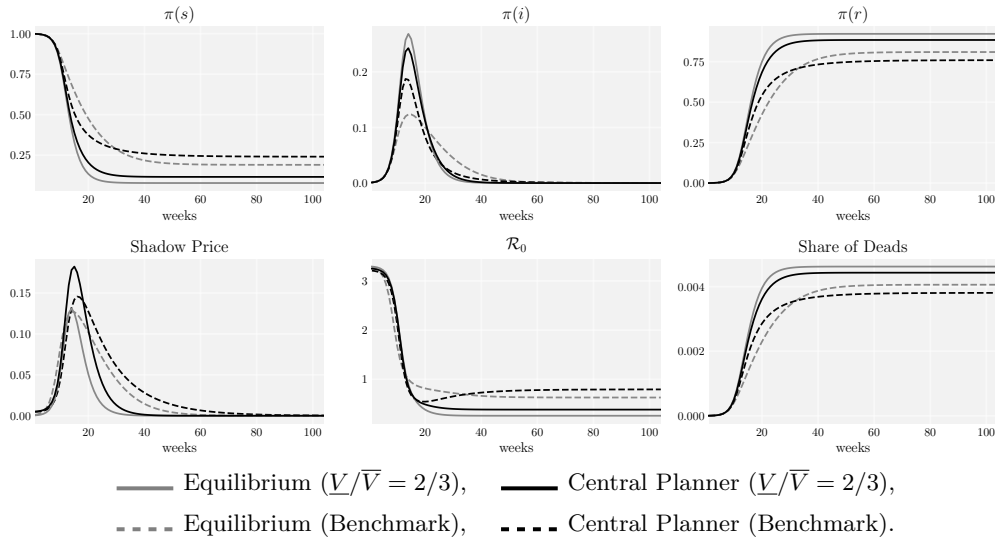 π(s) π(i) π(r)
1.00
0.75
0.50
0.25
0.2
0.1
0.0
0.75
0.50
0.25
0.00
20 40 60 80 100
20 40 60 80 100
20 40 60 80 100
weeks weeks weeks
Shadow Price R₀ Share of Deads
0.15
0.10
0.05
0.00
3
2
1
0.004
0.002
0.000
20 40 60 80 100
20 40 60 80 100
20 40 60 80 100
weeks weeks weeks
Equilibrium (V̲/V̅ = 2/3), Central Planner (V̲/V̅ = 2/3),
Equilibrium (Benchmark), Central Planner (Benchmark).